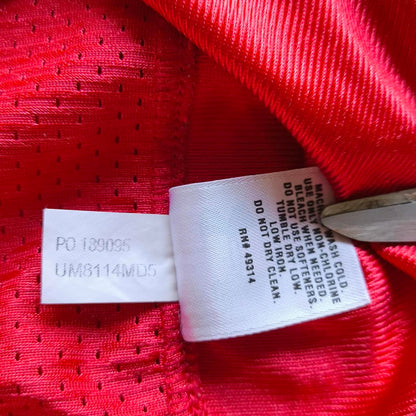 PO 139095
UM8114MD5
MACHINE WASH COLD.
USE ONLY NON-CHLORINE
BLEACH WHEN NEEDED.
DO NOT USE SOFTENERS.
TUMBLE DRY LOW.
LOW IRON.
DO NOT DRY CLEAN.
RN# 49314